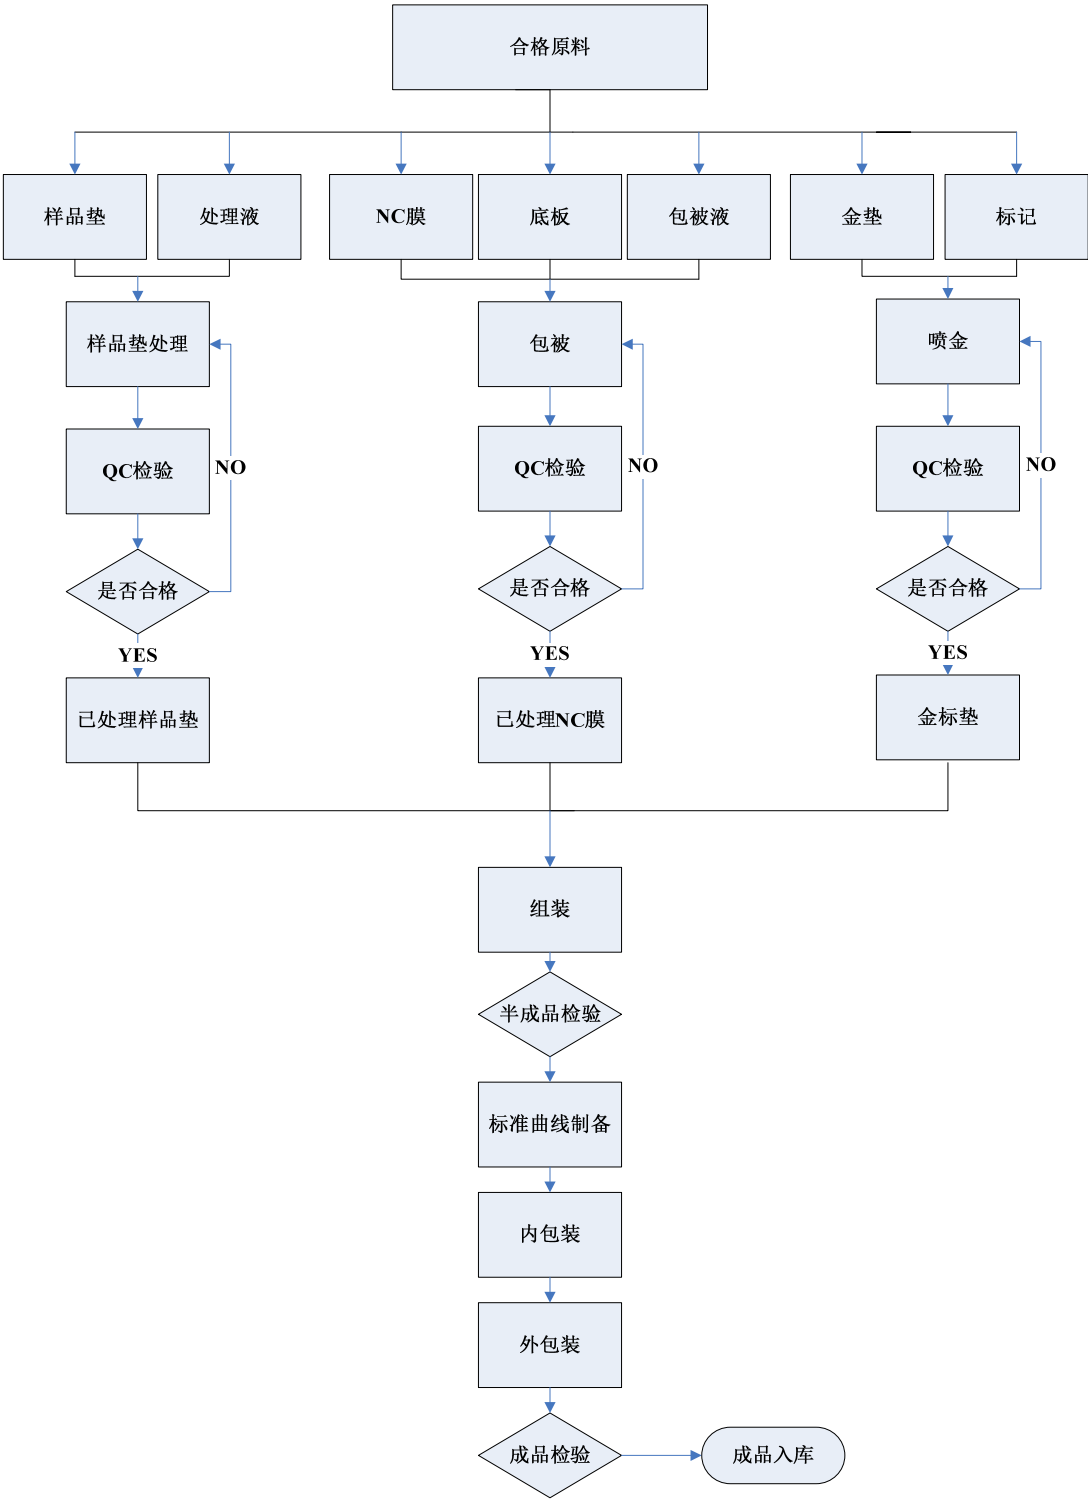 合格原料
样品垫
处理液
NC膜
底板
包被液
金垫
标记
样品垫处理
包被
喷金
QC检验
NO
QC检验
NO
QC检验
NO
是否合格
是否合格
是否合格
YES
YES
YES
已处理样品垫
已处理NC膜
金标垫
组装
半成品检验
标准曲线制备
内包装
外包装
成品检验
成品入库